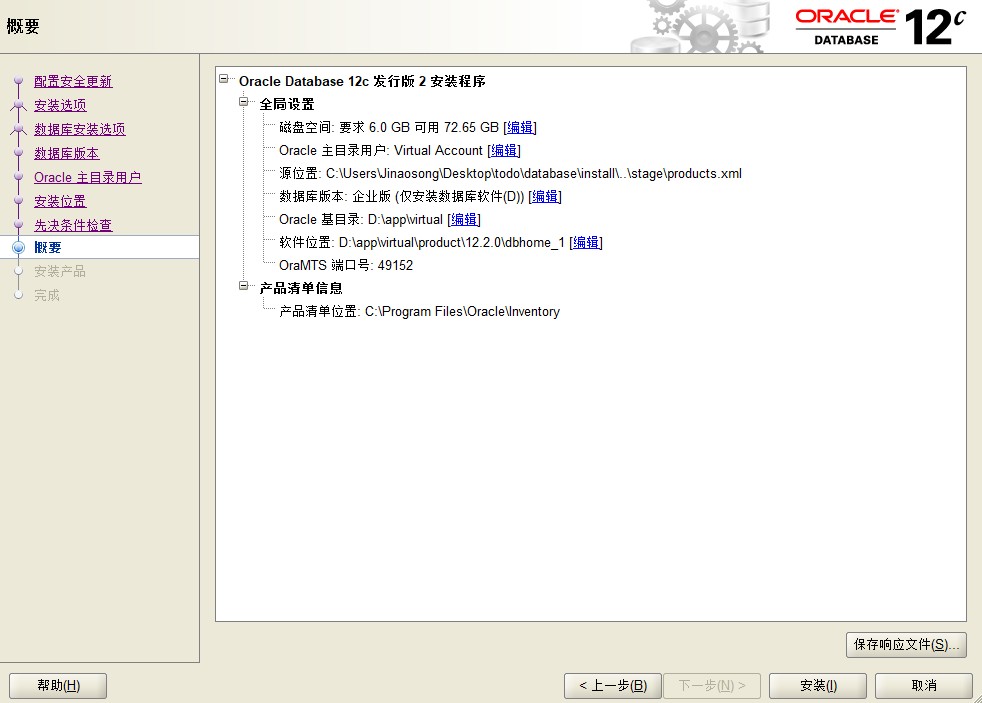 概要
ORACLE®
DATABASE
12c
配置安全更新
安装选项
数据库安装选项
数据库版本
Oracle 主目录用户
安装位置
先决条件检查
概要
安装产品
完成
Oracle Database 12c 发行版 2 安装程序
全局设置
磁盘空间: 要求 6.0 GB 可用 72.65 GB [编辑]
Oracle 主目录用户: Virtual Account [编辑]
源位置: C:\Users\Jinaosong\Desktop\todo\database\install\..\stage\products.xml
数据库版本: 企业版 (仅安装数据库软件(D)) [编辑]
Oracle 基目录: D:\app\virtual [编辑]
软件位置: D:\app\virtual\product\12.2.0\dbhome_1 [编辑]
OraMTS 端口号: 49152
产品清单信息
产品清单位置: C:\Program Files\Oracle\Inventory
保存响应文件(S)...
帮助(H)
< 上一步(B)
下一步(N) >
安装(I)
取消